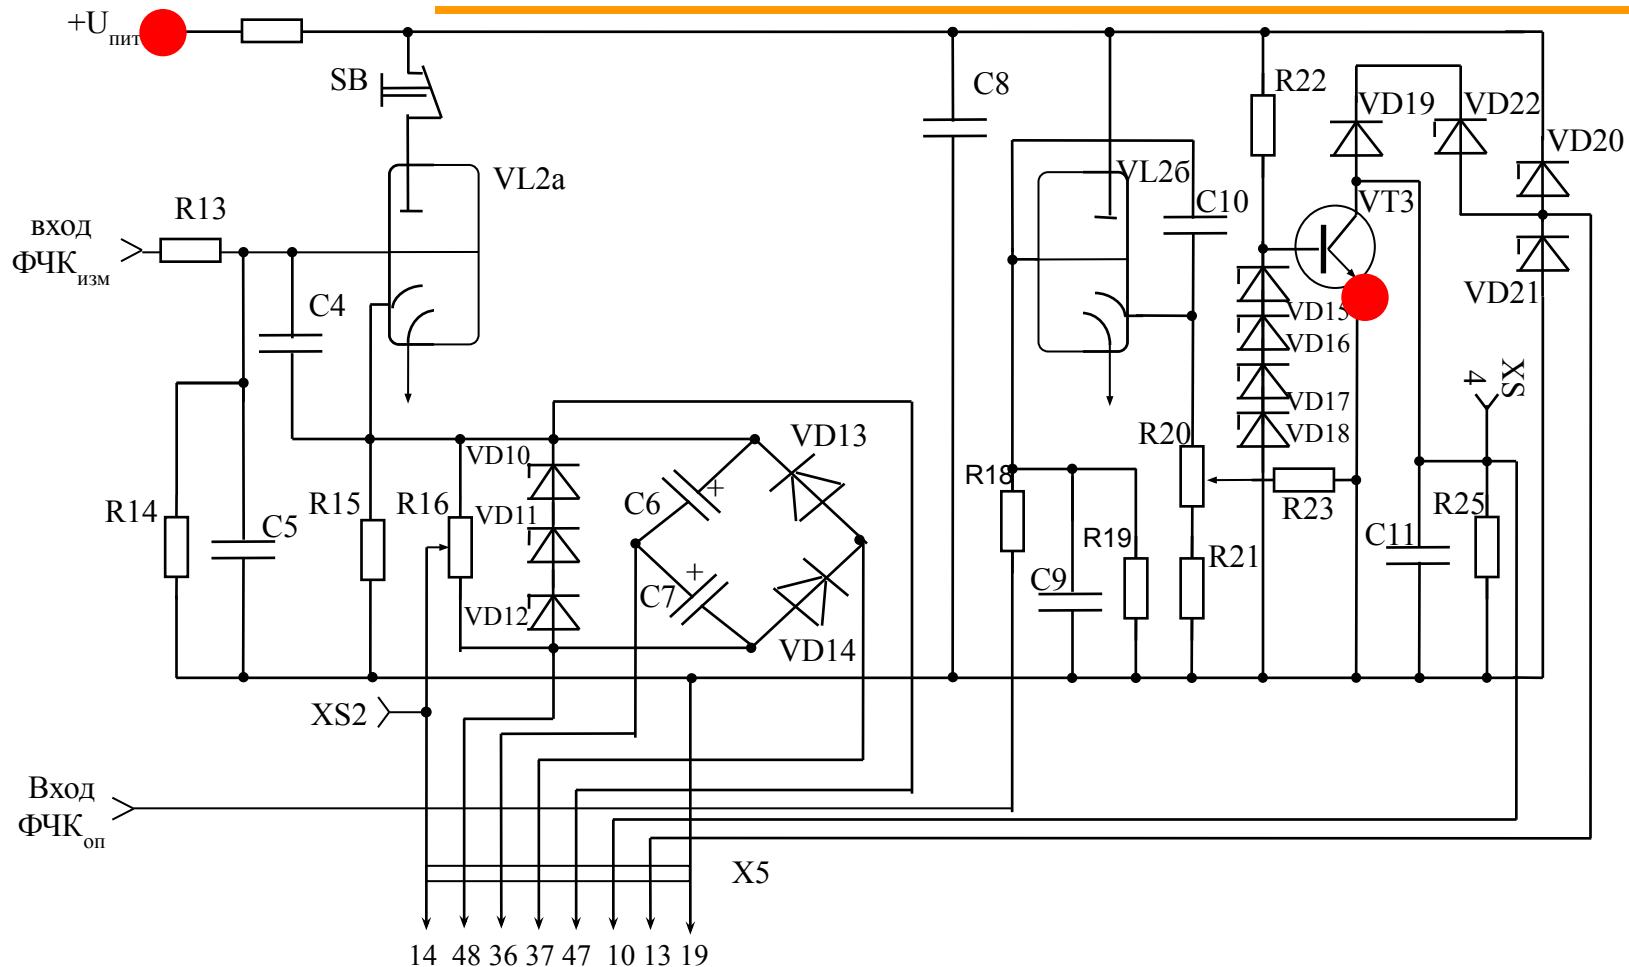 +Uпит
SB
C8
R22
VD19
VD22
VD20
VL2а
VL2б
R13
вход
ФЧКизм
C10
VT3
VD21
C4
VD15
VD16
XS
4
VD17
VD18
R20
VD13
VD10
R18
C6
+
R14
C5
R15
R16
VD11
R23
R25
C11
R19
R21
C7
+
C9
VD12
VD14
XS2
Вход
ФЧКоп
X5
14 48 36 37 47 10 13 19